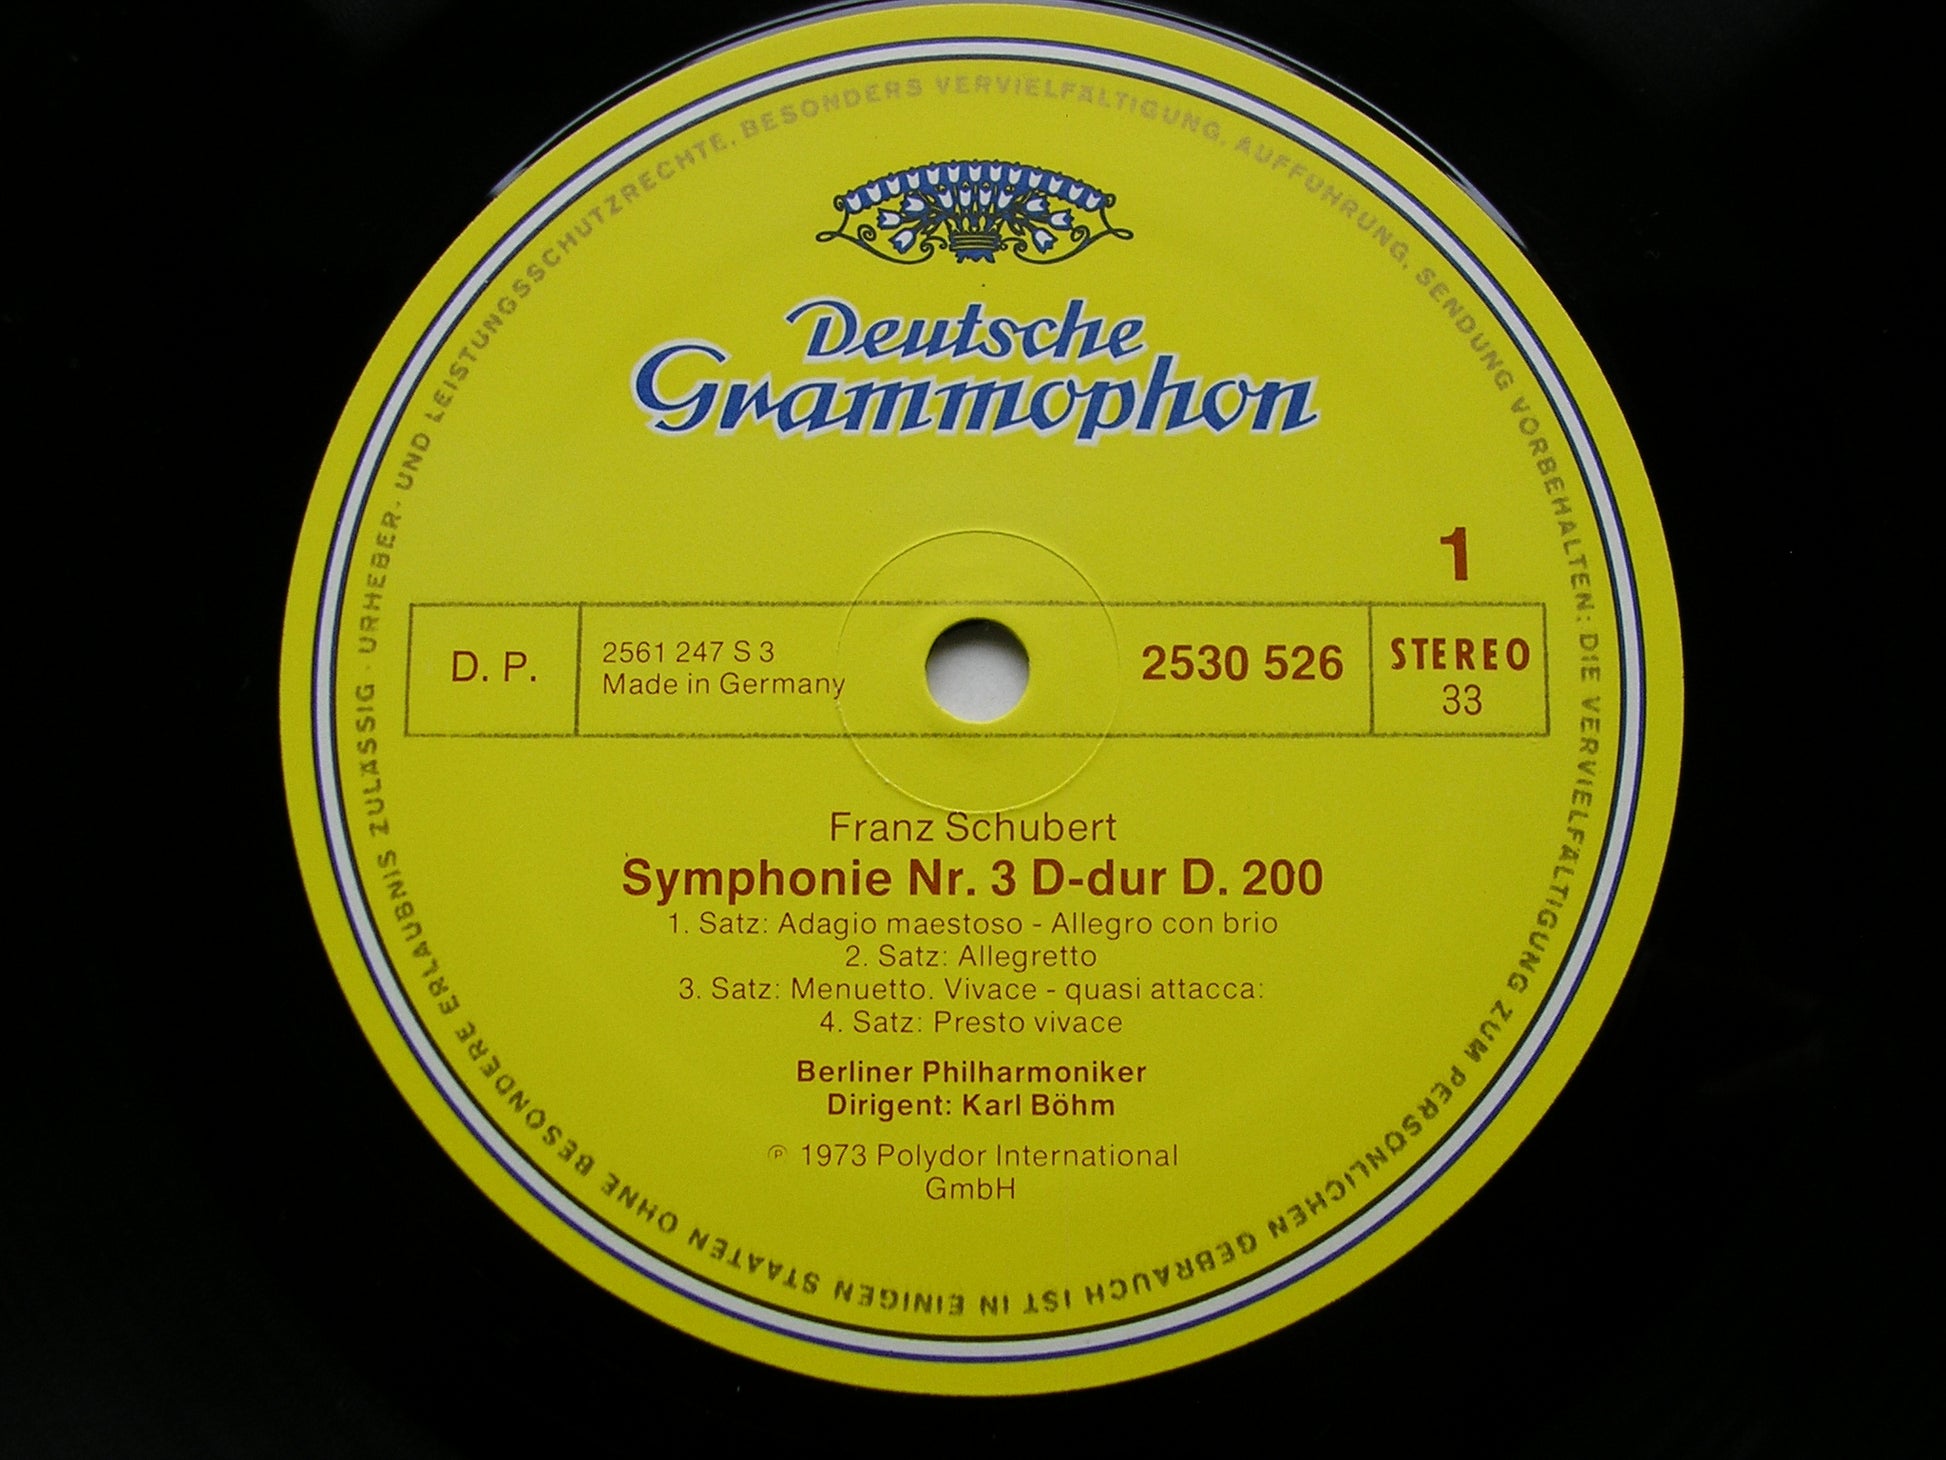 URHEBER- UND LEISTUNGSSCHUTZRECHTE, BESONDERS VERVIELFÄLTIGUNG, AUFFÜHRUNG, SENDUNG VORBEHALTEN; DIE VERVIELFÄLTIGUNG ZUM PERSÖNLICHEN GEBRAUCH IST IN EINIGEN STAATEN OHNE BESONDERE ERLAUBNIS ZULÄSSIG ·
Deutsche
Grammophon
1
D. P.
2561 247 S 3
Made in Germany
2530 526
STEREO
33
Franz Schubert
Symphonie Nr. 3 D-dur D. 200
1. Satz: Adagio maestoso - Allegro con brio
2. Satz: Allegretto
3. Satz: Menuetto. Vivace - quasi attacca:
4. Satz: Presto vivace
Berliner Philharmoniker
Dirigent: Karl Böhm
℗ 1973 Polydor International
GmbH